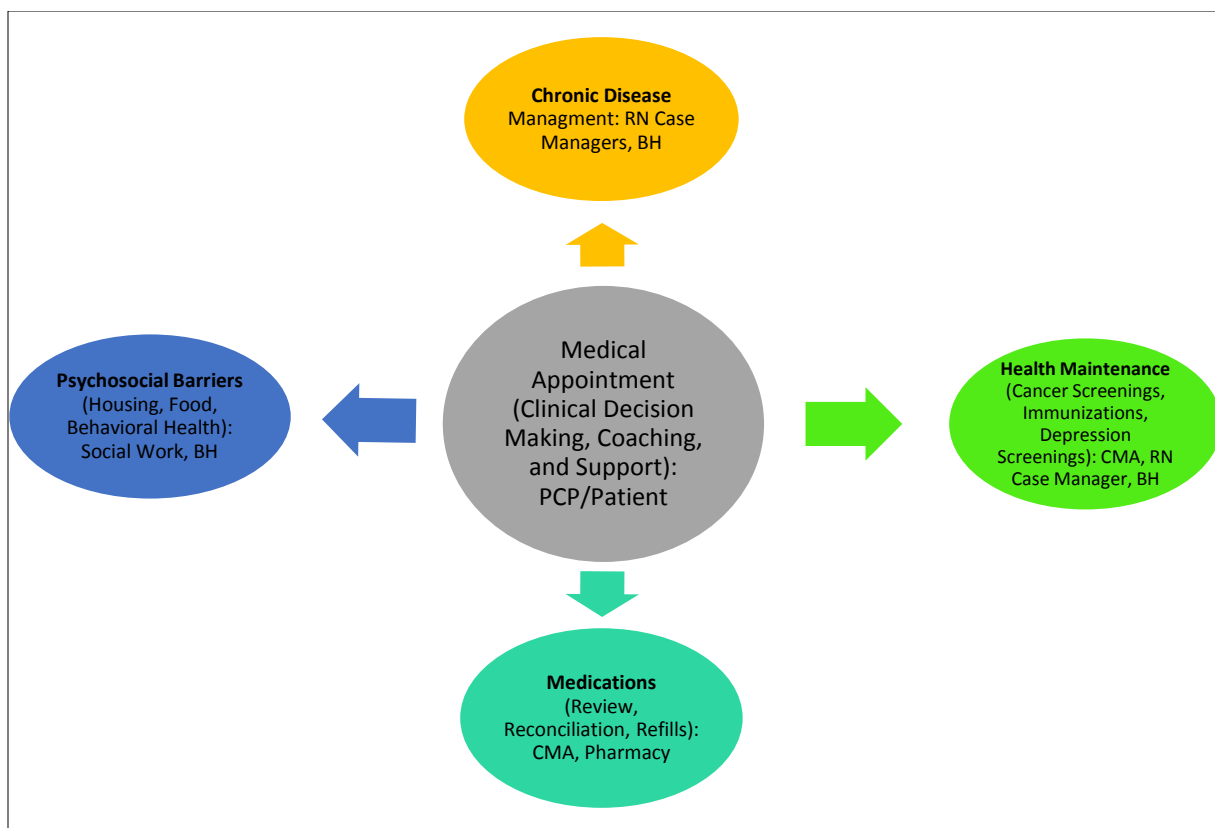 Chronic Disease
Managment: RN Case
Managers, BH
Psychosocial Barriers
(Housing, Food,
Behavioral Health):
Social Work, BH
Medical
Appointment
(Clinical Decision
Making, Coaching,
and Support):
PCP/Patient
Health Maintenance
(Cancer Screenings,
Immunizations,
Depression
Screenings): CMA, RN
Case Manager, BH
Medications
(Review,
Reconciliation, Refills):
CMA, Pharmacy